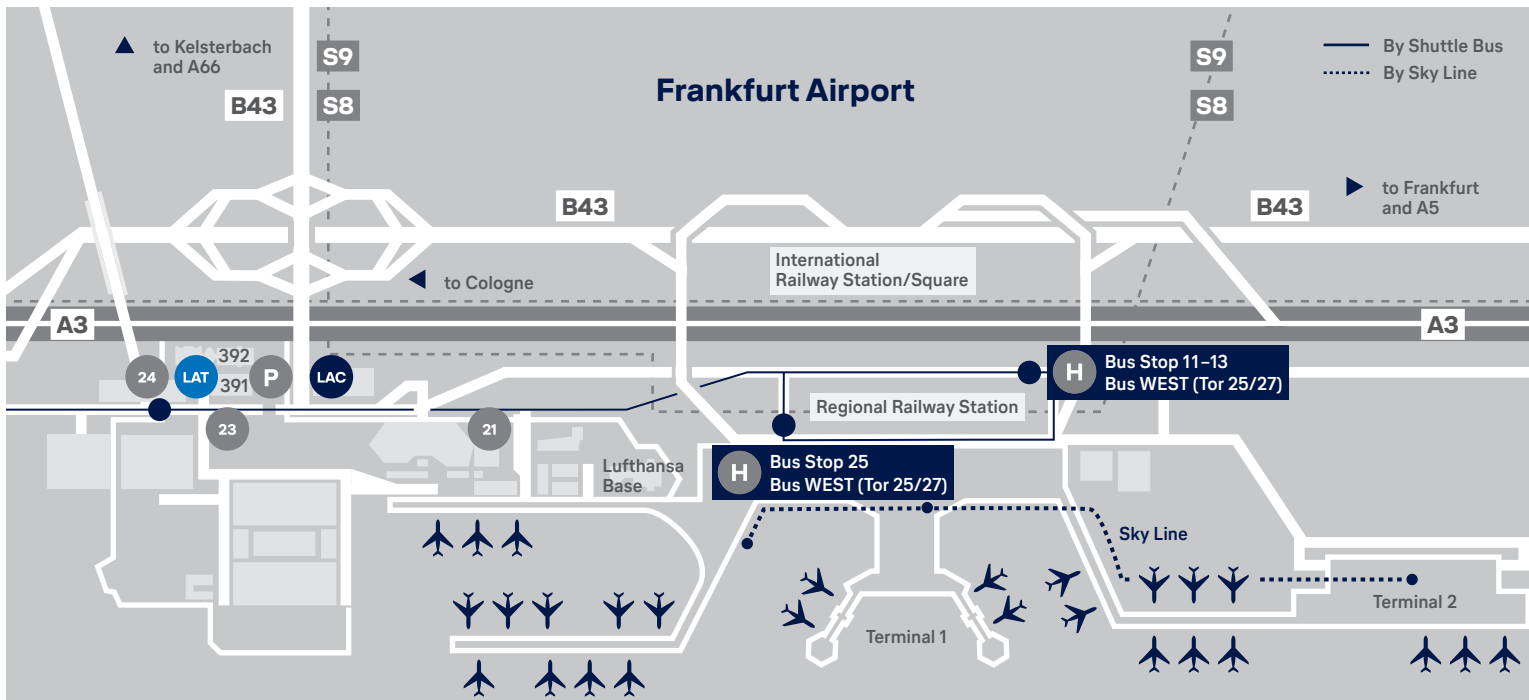 to Kelsterbach
and A66
S9
S8
B43
Frankfurt Airport
S9
S8
By Shuttle Bus
By Sky Line
B43
to Frankfurt
and A5
B43
International
Railway Station/Square
to Cologne
A3
A3
24
LAT
392
391
P
LAC
H
Bus Stop 11–13
Bus WEST (Tor 25/27)
Regional Railway Station
23
21
Lufthansa
Base
H
Bus Stop 25
Bus WEST (Tor 25/27)
Sky Line
Terminal 2
Terminal 1